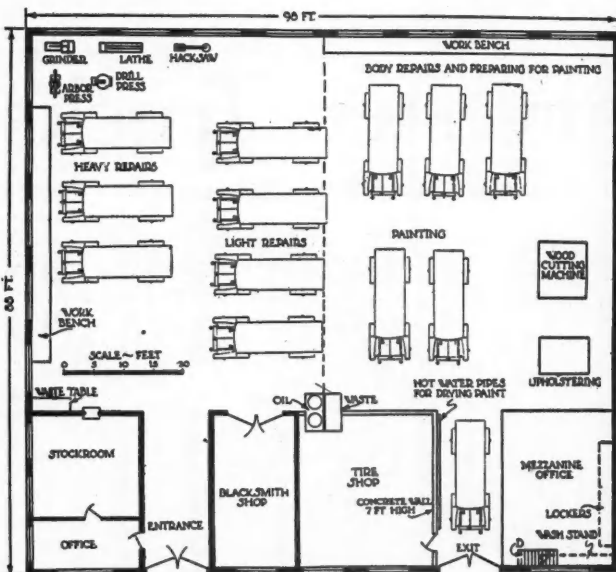 98 FT.
88 FT.
GRINDER
LATHE
HACKSAW
ARBOR
PRESS
DRILL
PRESS
WORK BENCH
BODY REPAIRS AND PREPARING FOR PAINTING
HEAVY REPAIRS
LIGHT REPAIRS
PAINTING
WOOD
CUTTING
MACHINE
WORK
BENCH
SCALE ~ FEET
0 5 10 15 20
UPHOLSTERING
HOT WATER PIPES
FOR DRYING PAINT
WAITE TABLE
OIL
WASTE
STOCKROOM
BLACKSMITH
SHOP
TIRE
SHOP
CONCRETE WALL
7 FT HIGH
MEZZANINE
OFFICE
LOCKERS
WASH STAND
OFFICE
ENTRANCE
EXIT